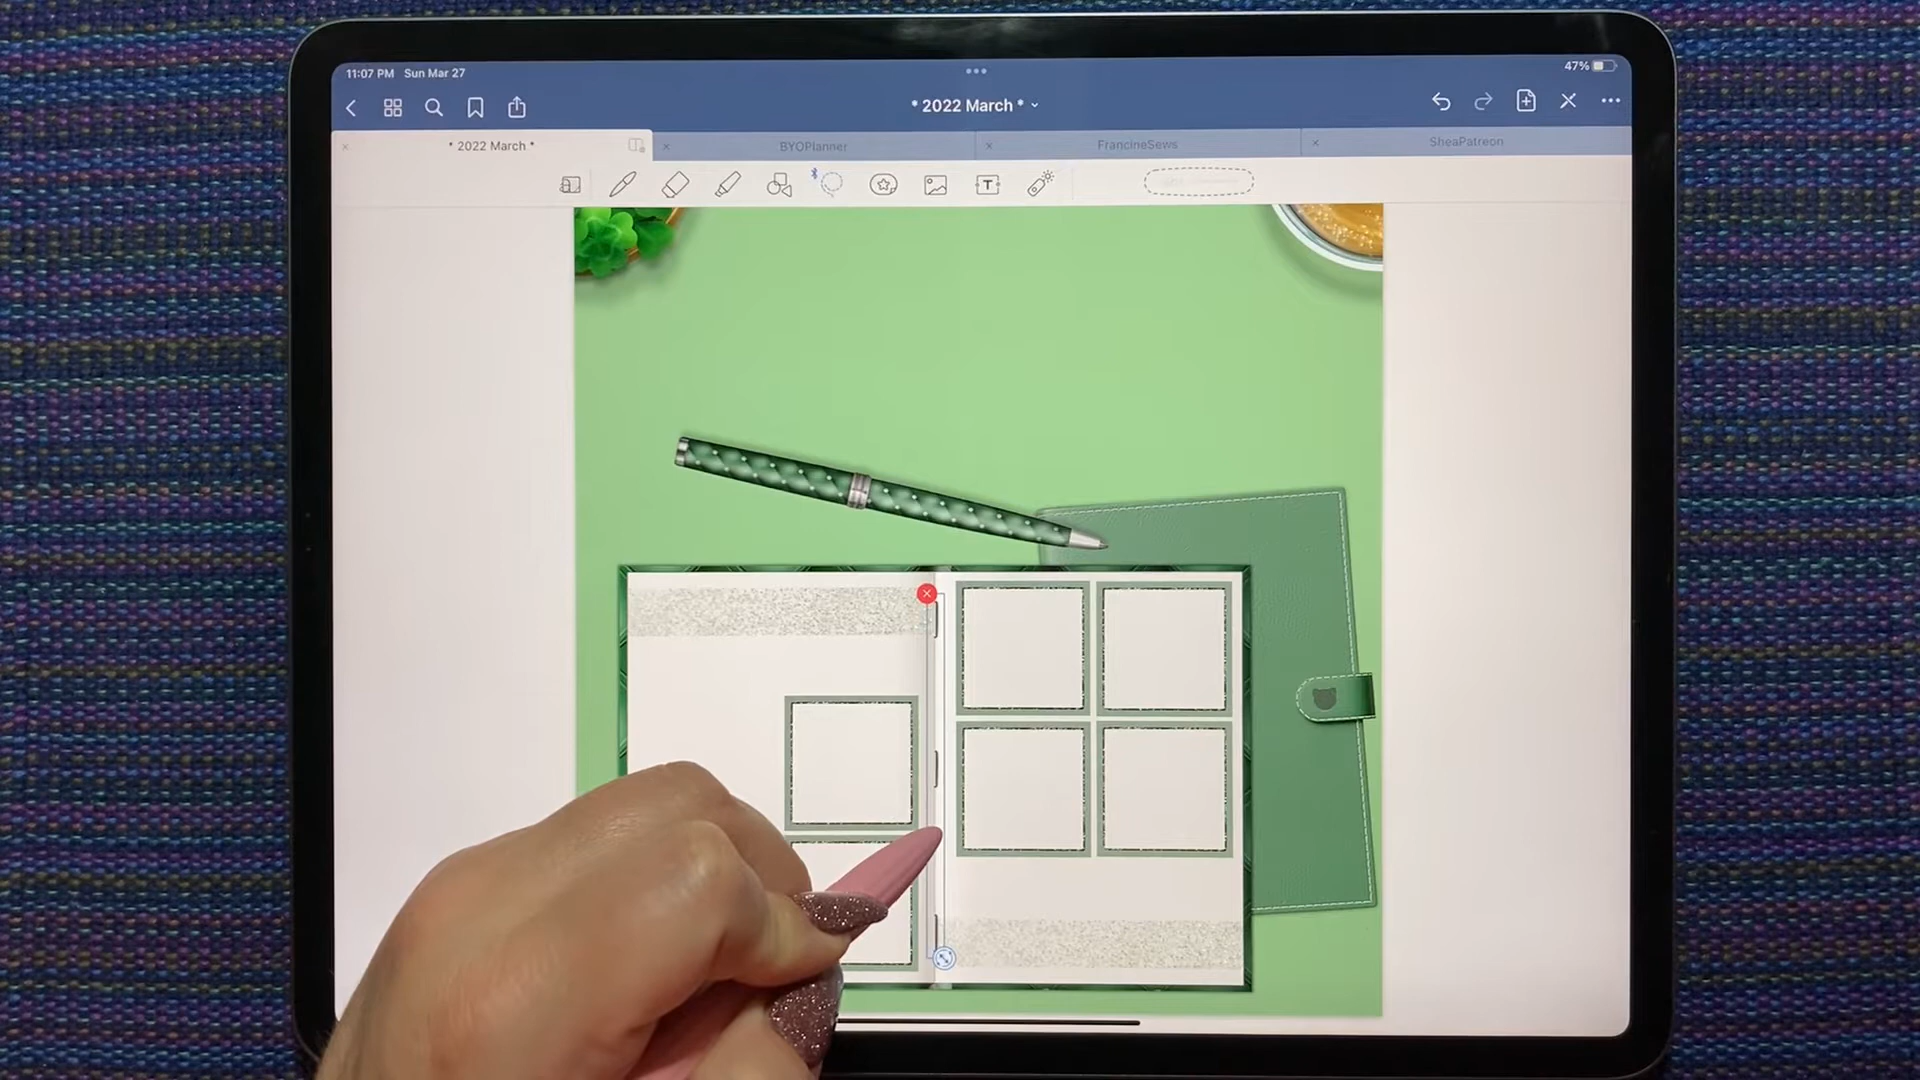 11:07 PM Sun Mar 27
47%
* 2022 March *
* 2022 March *
BYOPlanner
FrancineSews
SheaPatreon
T